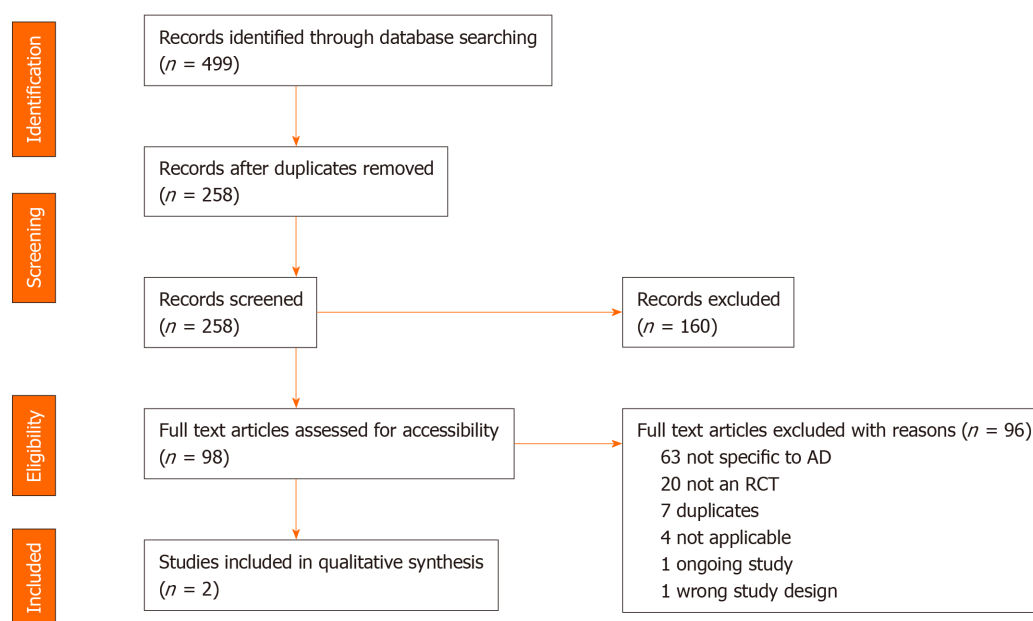 Identification
Records identified through database searching
(n = 499)
Records after duplicates removed
(n = 258)
Screening
Records screened
(n = 258)
Records excluded
(n = 160)
Eligibility
Full text articles assessed for accessibility
(n = 98)
Full text articles excluded with reasons (n = 96)
63 not specific to AD
20 not an RCT
7 duplicates
4 not applicable
1 ongoing study
1 wrong study design
Included
Studies included in qualitative synthesis
(n = 2)